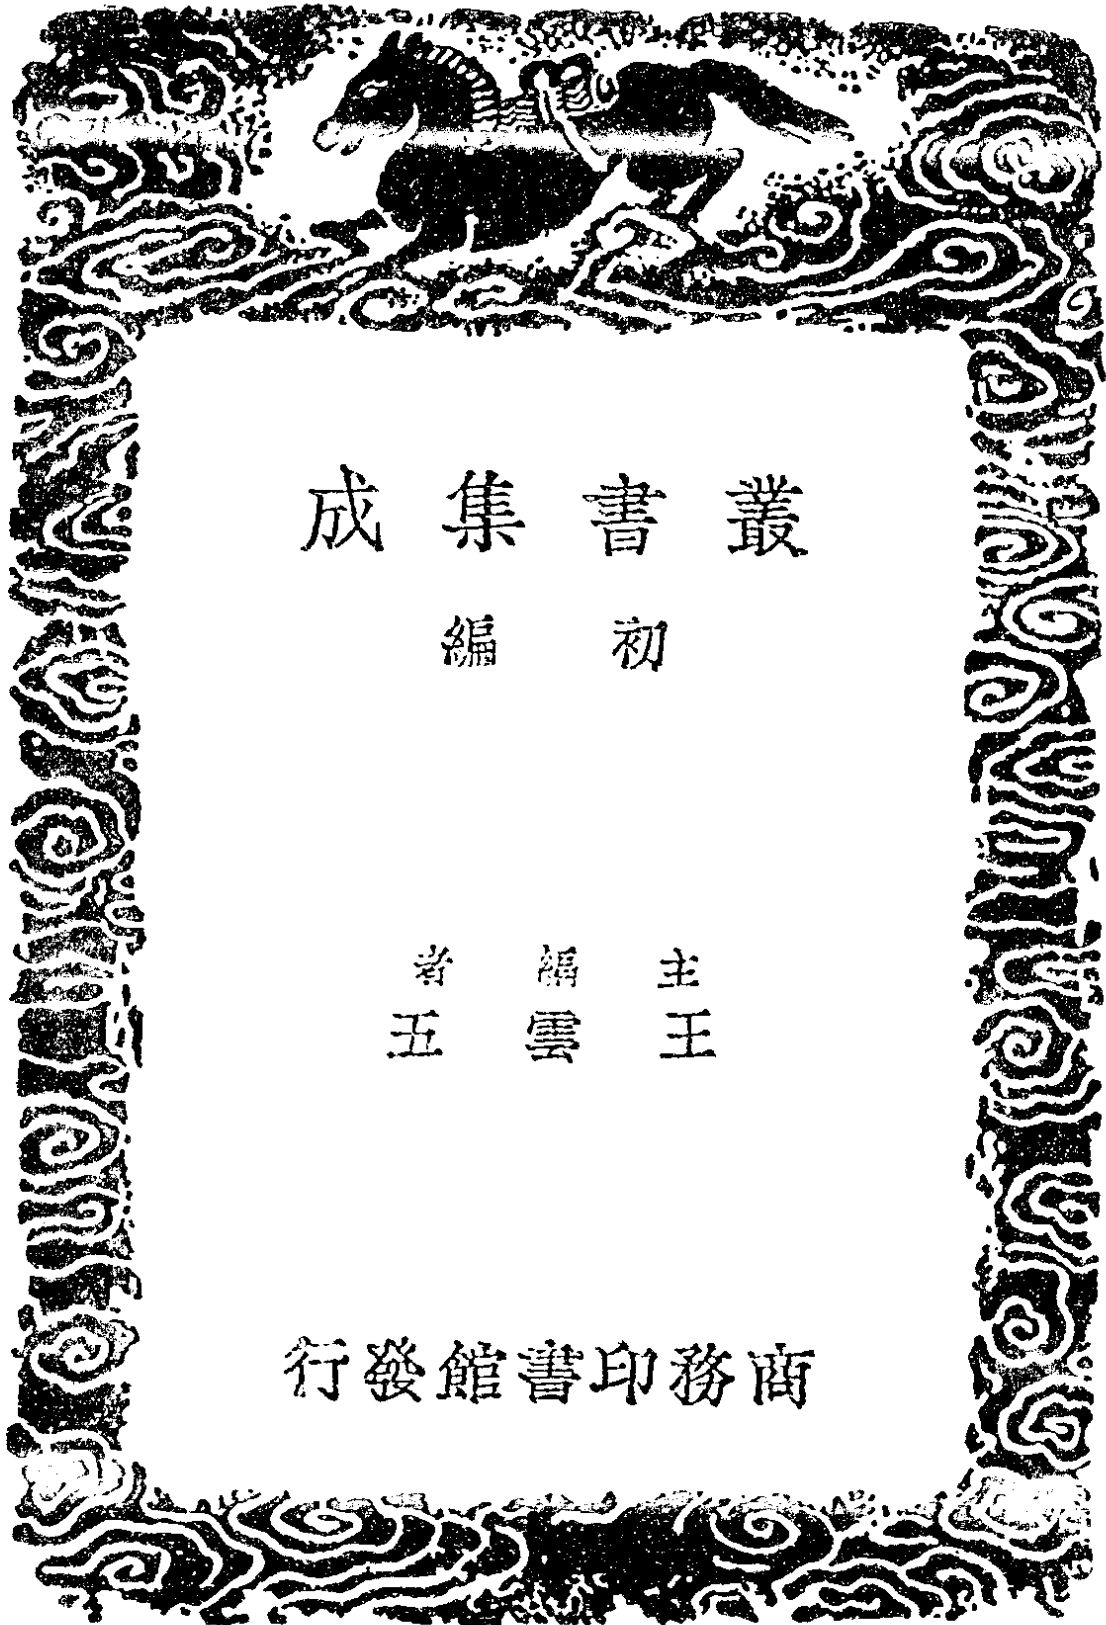 叢書集成
初編
主編者
王雲五
商務印書館發行